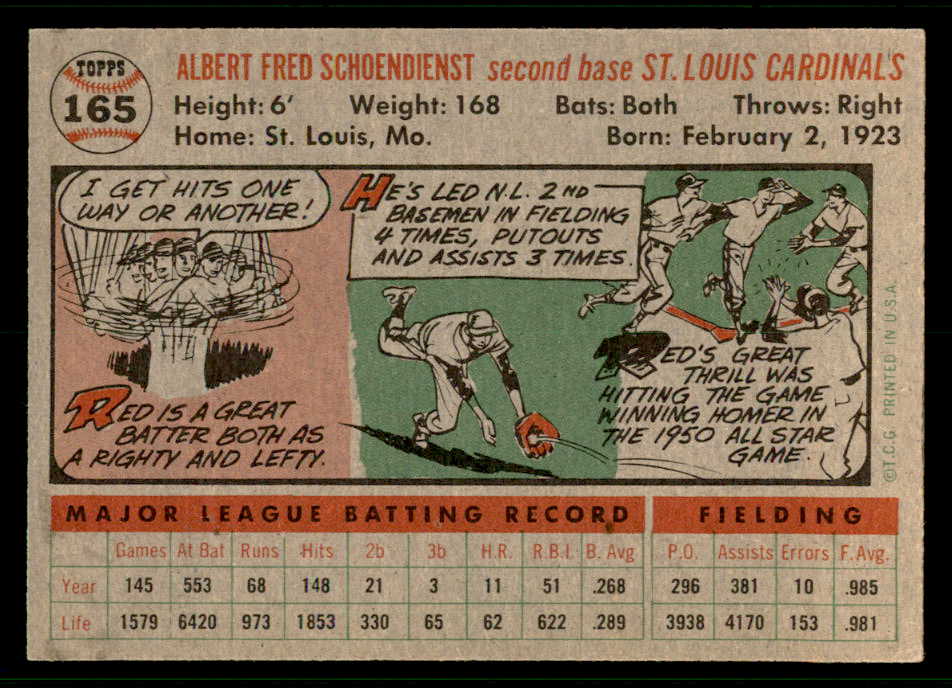 TOPPS
165
ALBERT FRED SCHOENDIENST second base ST. LOUIS CARDINALS
Height: 6' Weight: 168 Bats: Both Throws: Right
Home: St. Louis, Mo. Born: February 2, 1923
I GET HITS ONE
WAY OR ANOTHER!
RED IS A GREAT
BATTER BOTH AS
A RIGHTY AND LEFTY.
HE'S LED N.L. 2ND
BASEMEN IN FIELDING
4 TIMES, PUTOUTS
AND ASSISTS 3 TIMES.
RED'S GREAT
THRILL WAS
HITTING THE GAME
WINNING HOMER IN
THE 1950 ALL STAR
GAME.
©T.C.G. PRINTED IN U.S.A.
MAJOR LEAGUE BATTING RECORD FIELDING
Games At Bat Runs Hits 2b 3b H.R. R.B.I. B. Avg P.O. Assists Errors F. Avg.
Year 145 553 68 148 21 3 11 51 .268 296 381 10 .985
Life 1579 6420 973 1853 330 65 62 622 .289 3938 4170 153 .981